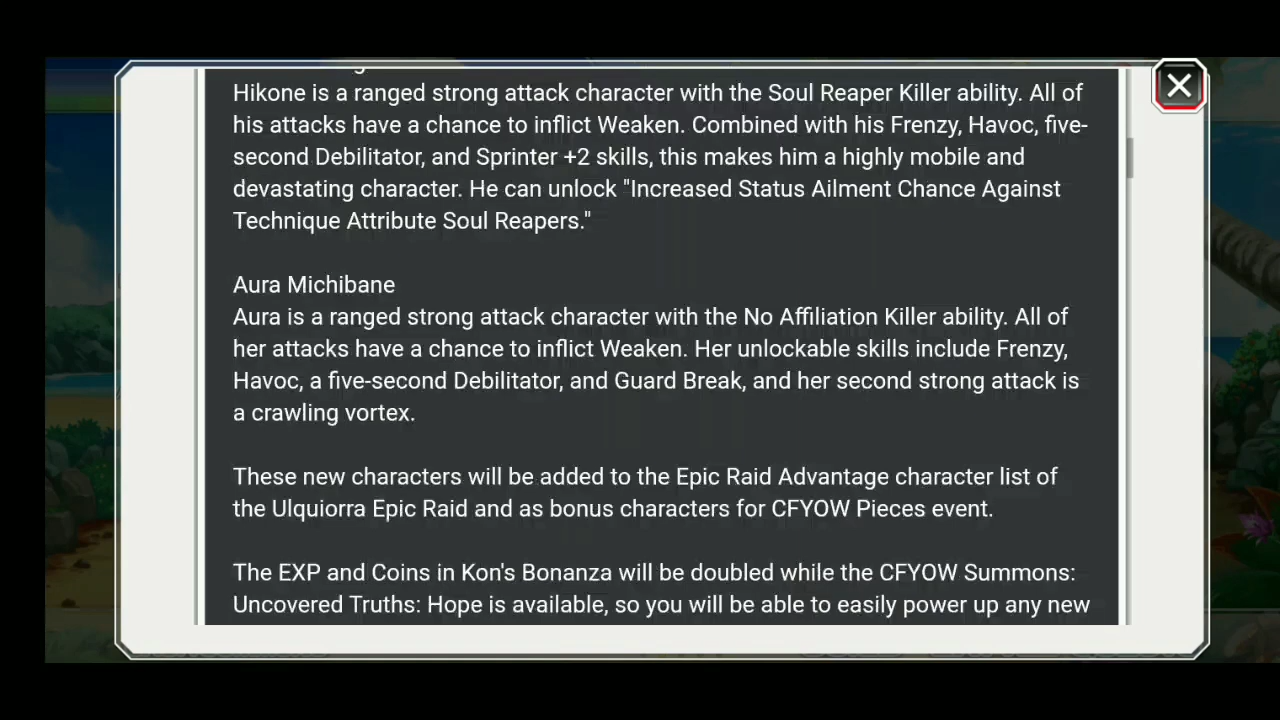 Hikone is a ranged strong attack character with the Soul Reaper Killer ability. All of
his attacks have a chance to inflict Weaken. Combined with his Frenzy, Havoc, five-
second Debilitator, and Sprinter +2 skills, this makes him a highly mobile and
devastating character. He can unlock "Increased Status Ailment Chance Against
Technique Attribute Soul Reapers."
Aura Michibane
Aura is a ranged strong attack character with the No Affiliation Killer ability. All of
her attacks have a chance to inflict Weaken. Her unlockable skills include Frenzy,
Havoc, a five-second Debilitator, and Guard Break, and her second strong attack is
a crawling vortex.
These new characters will be added to the Epic Raid Advantage character list of
the Ulquiorra Epic Raid and as bonus characters for CFYOW Pieces event.
The EXP and Coins in Kon's Bonanza will be doubled while the CFYOW Summons:
Uncovered Truths: Hope is available, so you will be able to easily power up any new